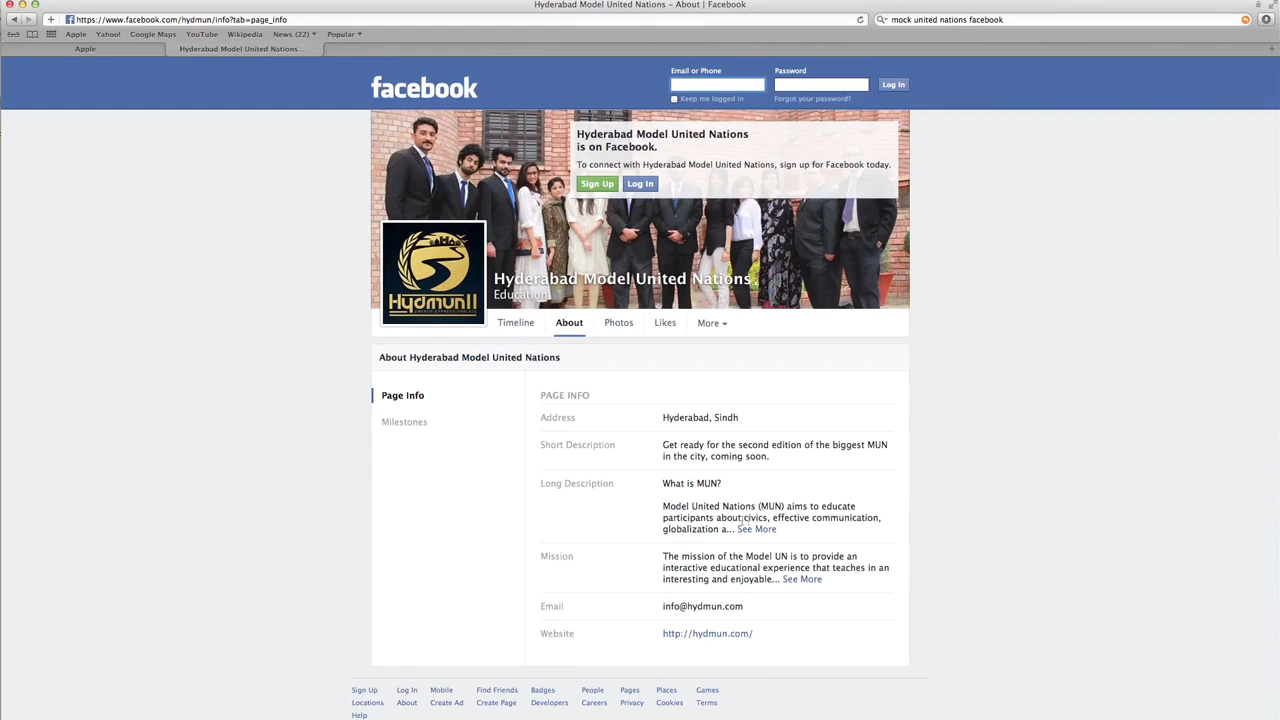 Hyderabad Model United Nations – About | Facebook
https://www.facebook.com/hydmun/info?tab=page_info
mock united nations facebook
Apple Yahoo! Google Maps YouTube Wikipedia News (22) Popular
Apple
Hyderabad Model United Nations...
facebook
Email or Phone
Password
Log In
Keep me logged in
Forgot your password?
Hyderabad Model United Nations
is on Facebook.
To connect with Hyderabad Model United Nations, sign up for Facebook today.
Sign Up
Log In
HYDMUN II
Hyderabad Model United Nations
Education
Timeline
About
Photos
Likes
More
About Hyderabad Model United Nations
Page Info
Milestones
PAGE INFO
Address
Hyderabad, Sindh
Short Description
Get ready for the second edition of the biggest MUN
in the city, coming soon.
Long Description
What is MUN?
Model United Nations (MUN) aims to educate
participants about civics, effective communication,
globalization a... See More
Mission
The mission of the Model UN is to provide an
interactive educational experience that teaches in an
interesting and enjoyable... See More
Email
info@hydmun.com
Website
http://hydmun.com/
Sign Up Log In Mobile Find Friends Badges People Pages Places Games
Locations About Create Ad Create Page Developers Careers Privacy Cookies Terms
Help